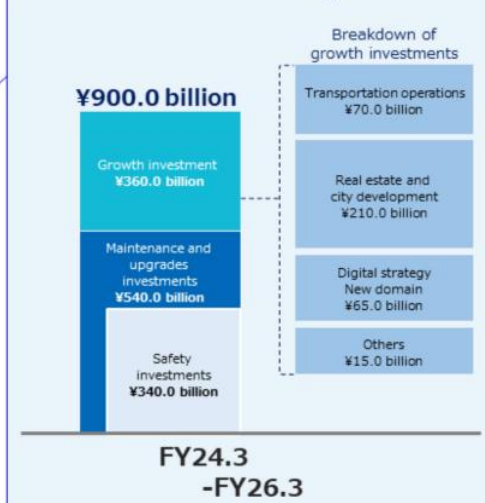 Breakdown of
growth investments
¥900.0 billion
Growth investment
¥360.0 billion
Maintenance and
upgrades
investments
¥540.0 billion
Safety
investments
¥340.0 billion
Transportation operations
¥70.0 billion
Real estate and
city development
¥210.0 billion
Digital strategy
New domain
¥65.0 billion
Others
¥15.0 billion
FY24.3
-FY26.3